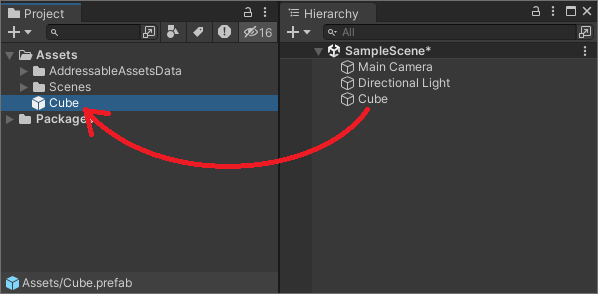 Project
16
Assets
AddressableAssetsData
Scenes
Cube
Packages
Assets/Cube.prefab
Hierarchy
All
SampleScene*
Main Camera
Directional Light
Cube